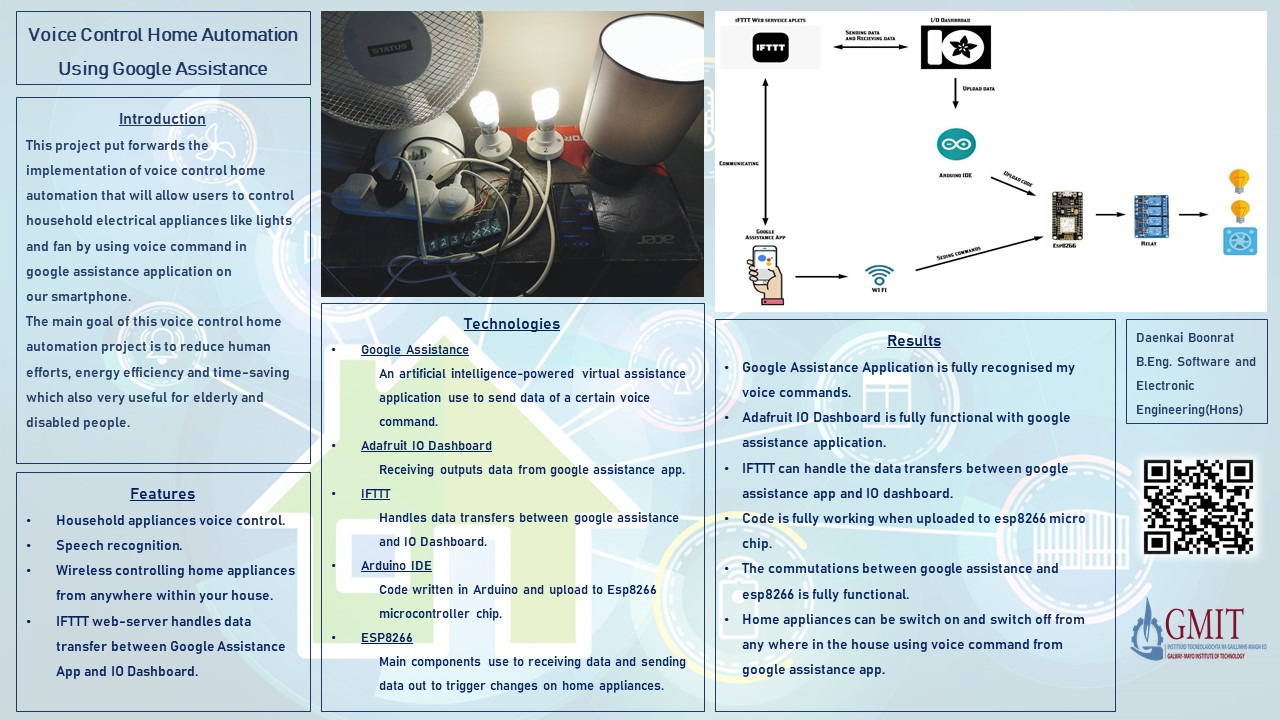 Voice Control Home Automation
Using Google Assistance
Introduction
This project put forwards the
implementation of voice control home
automation that will allow users to control
household electrical appliances like lights
and many using voice command in
google assistance application on
our smartphone.
The main goal of this voice control home
automation project is to reduce human
efforts, energy efficiency and time-saving
which also very useful for elderly and
disabled people.
Features
• Household appliances voice control.
• Speech recognition.
• Wireless controlling home appliances
from anywhere within your house.
• IFTTT web-server handles data
transfer between Google Assistance
App and IO Dashboard.
STATUS
acer
Technologies
• Google Assistance
An artificial intelligence-powered virtual assistance
application use to send data of a certain voice
command.
• Adafruit IO Dashboard
Receiving outputs data from google assistance app.
• IFTTT
Handles data transfers between google assistance
and IO Dashboard.
• Arduino IDE
Code written in Arduino and upload to Esp8266
microcontroller chip.
• ESP8266
Main components use to receiving data and sending
data out to trigger changes on home appliances.
IFTTT Web serveice aplets
IFTTT
Sending data
and Recieving data
I/O Dashbroad
IO
Upload data
Arduino IDE
Upload code
Communicating
Google
Assistance App
WI FI
Seding commands
Esp8266
Relay
Results
• Google Assistance Application is fully recognised my
voice commands.
• Adafruit IO Dashboard is fully functional with google
assistance application.
• IFTTT can handle the data transfers between google
assistance app and IO dashboard.
• Code is fully working when uploaded to esp8266 micro
chip.
• The commutations between google assistance and
esp8266 is fully functional.
• Home appliances can be switch on and switch off from
any where in the house using voice command from
google assistance app.
Daenkai Boonrat
B.Eng. Software and
Electronic
Engineering(Hons)
GMIT
INSTITIUID TEICNEOLAIOCHTA NA GAILLIMHE-MAIGH EO
GALWAY-MAYO INSTITUTE OF TECHNOLOGY